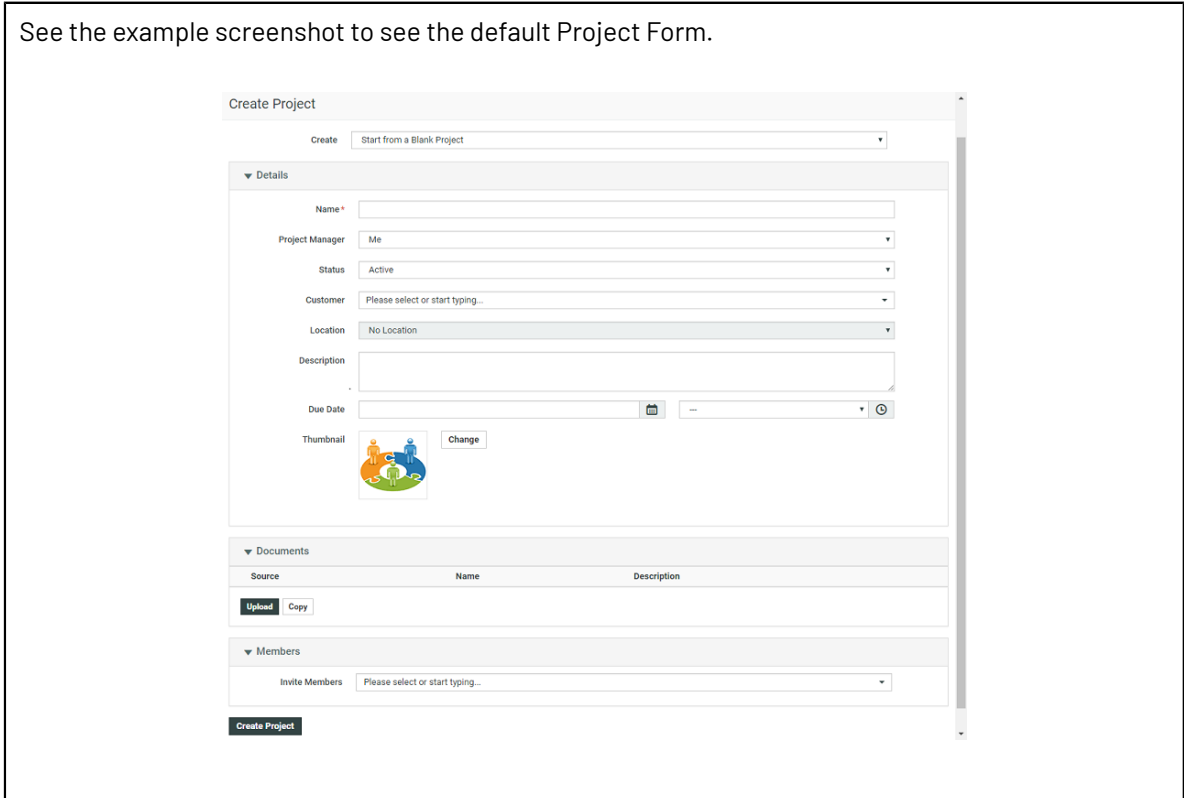 See the example screenshot to see the default Project Form.
Create Project
Create Start from a Blank Project
Details
Name*
Project Manager Me
Status Active
Customer Please select or start typing...
Location No Location
Description
Due Date ---
Thumbnail Change
Documents
Source Name Description
Upload Copy
Members
Invite Members Please select or start typing...
Create Project